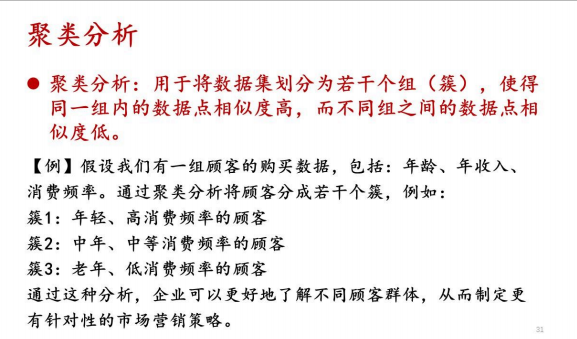 聚类分析
● 聚类分析：用于将数据集划分为若干个组（簇），使得
同一组内的数据点相似度高，而不同组之间的数据点相
似度低。
【例】假设我们有一组顾客的购买数据，包括：年龄、年收入、
消费频率。通过聚类分析将顾客分成若干个簇，例如：
簇1：年轻、高消费频率的顾客
簇2：中年、中等消费频率的顾客
簇3：老年、低消费频率的顾客
通过这种分析，企业可以更好地了解不同顾客群体，从而制定更
有针对性的市场营销策略。
31